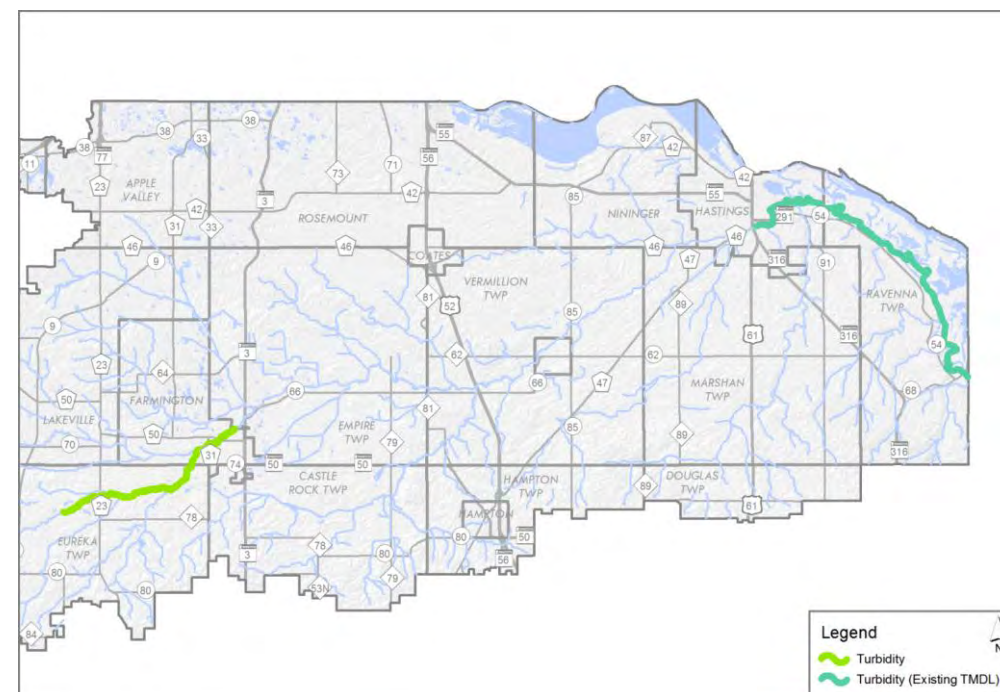 55
87
42
38
38
33
38
11
77
56
55
42
23
APPLE
VALLEY
73
71
42
85
55
42
3
NININGER
HASTINGS
291
54
42
31
33
ROSEMOUNT
46
46
46
46
9
COATES
47
316
91
VERMILLION
TWP
RAVENNA
TWP
81
52
85
89
9
61
316
23
3
62
62
54
64
FARMINGTON
66
66
47
MARSHAN
TWP
68
50
LAKEVILLE
81
50
EMPIRE
TWP
85
89
70
31
79
316
74
50
50
CASTLE
ROCK TWP
HAMPTON
TWP
DOUGLAS
TWP
89
23
61
78
HAMPTON
EUREKA
TWP
78
80
50
3
80
56
80
53N
79
80
84
Legend
N
Turbidity
Turbidity (Existing TMDL)